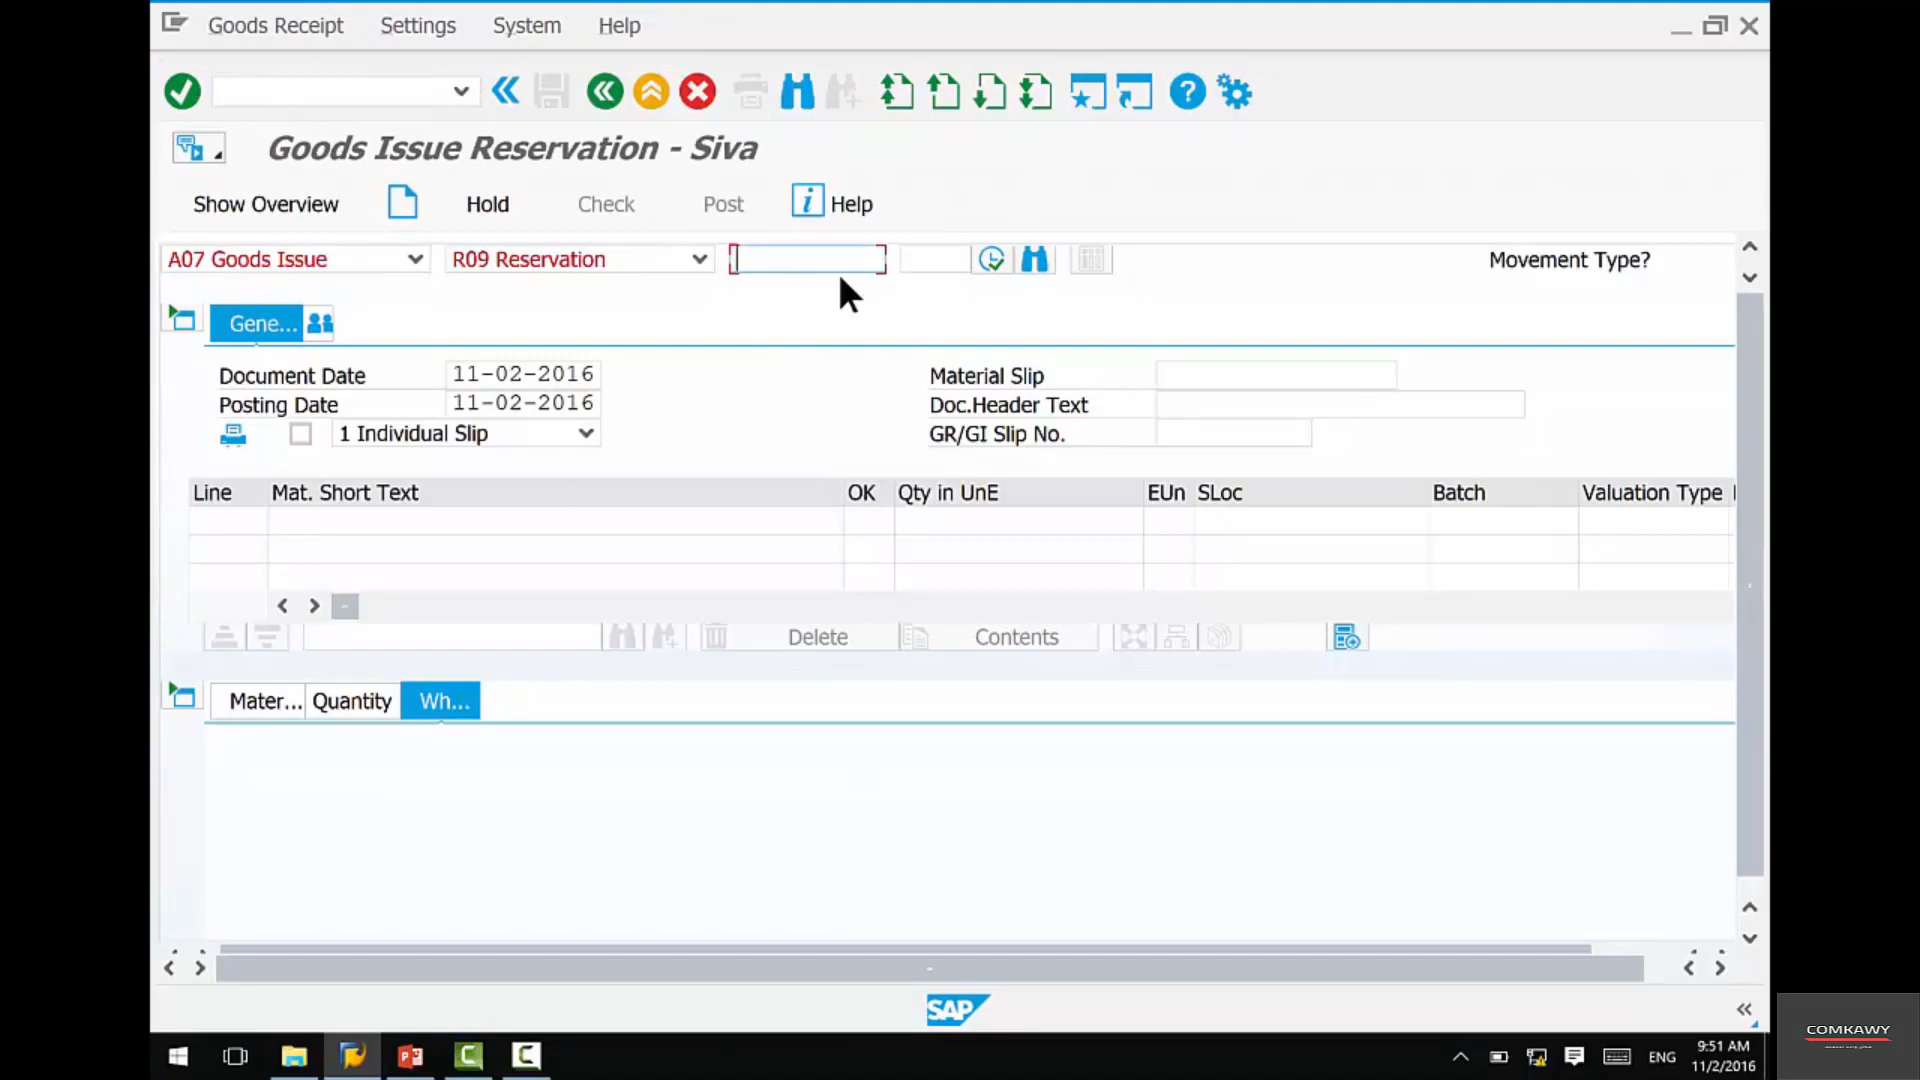 Goods Receipt Settings System Help
Goods Issue Reservation - Siva
Show Overview Hold Check Post i Help
A07 Goods Issue R09 Reservation Movement Type?
Gene...
Document Date 11-02-2016 Material Slip
Posting Date 11-02-2016 Doc.Header Text
1 Individual Slip GR/GI Slip No.
Line Mat. Short Text OK Qty in UnE EUn SLoc Batch Valuation Type
Delete Contents
Mater... Quantity Wh...
SAP
COMKAWY
ENG 9:51 AM
11/2/2016